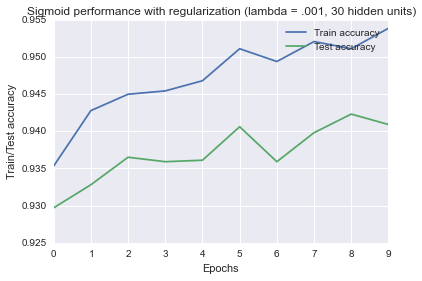 Sigmoid performance with regularization (lambda = .001, 30 hidden units)
0.955
0.950
0.945
0.940
0.935
0.930
0.925
Train/Test accuracy
Train accuracy
Test accuracy
0 1 2 3 4 5 6 7 8 9
Epochs